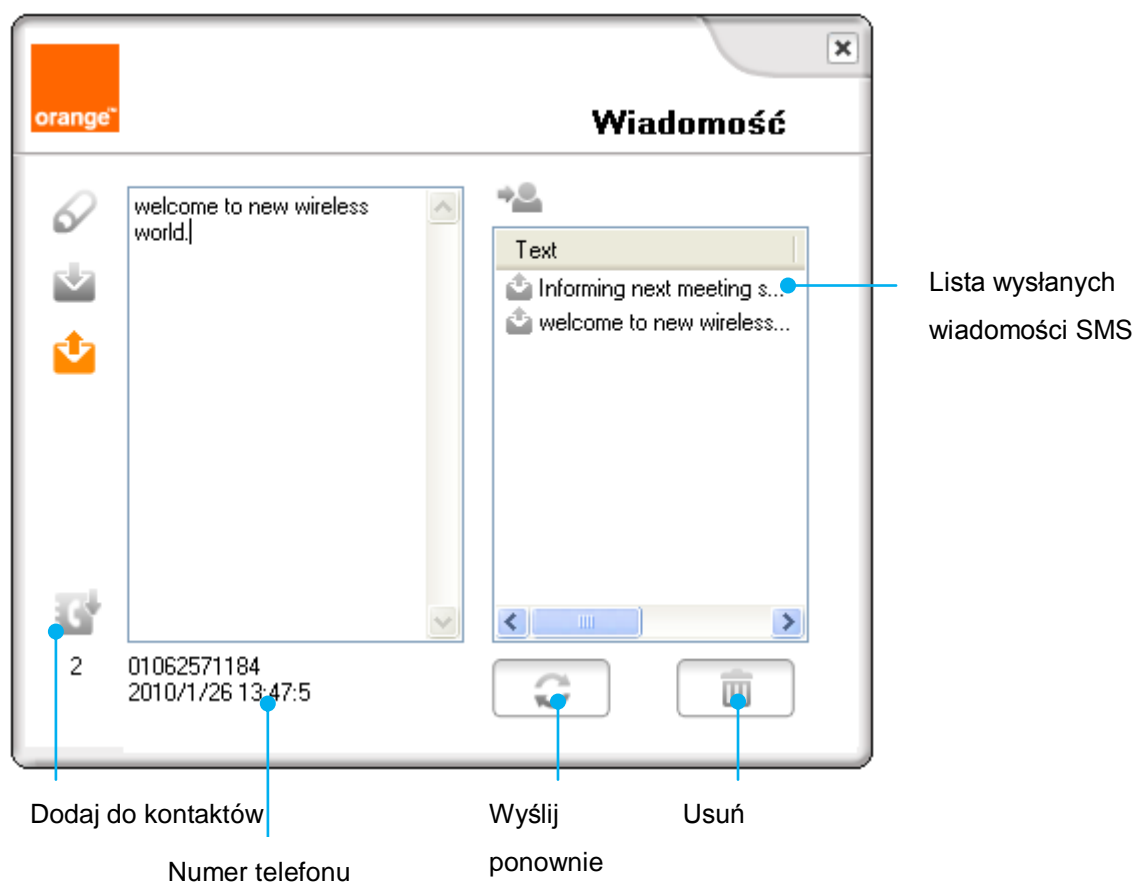 orange™
Wiadomość
welcome to new wireless
world.
Text
Informing next meeting s...
welcome to new wireless...
Lista wysłanych
wiadomości SMS
2
01062571184
2010/1/26 13:47:5
Dodaj do kontaktów
Numer telefonu
Wyślij
ponownie
Usuń